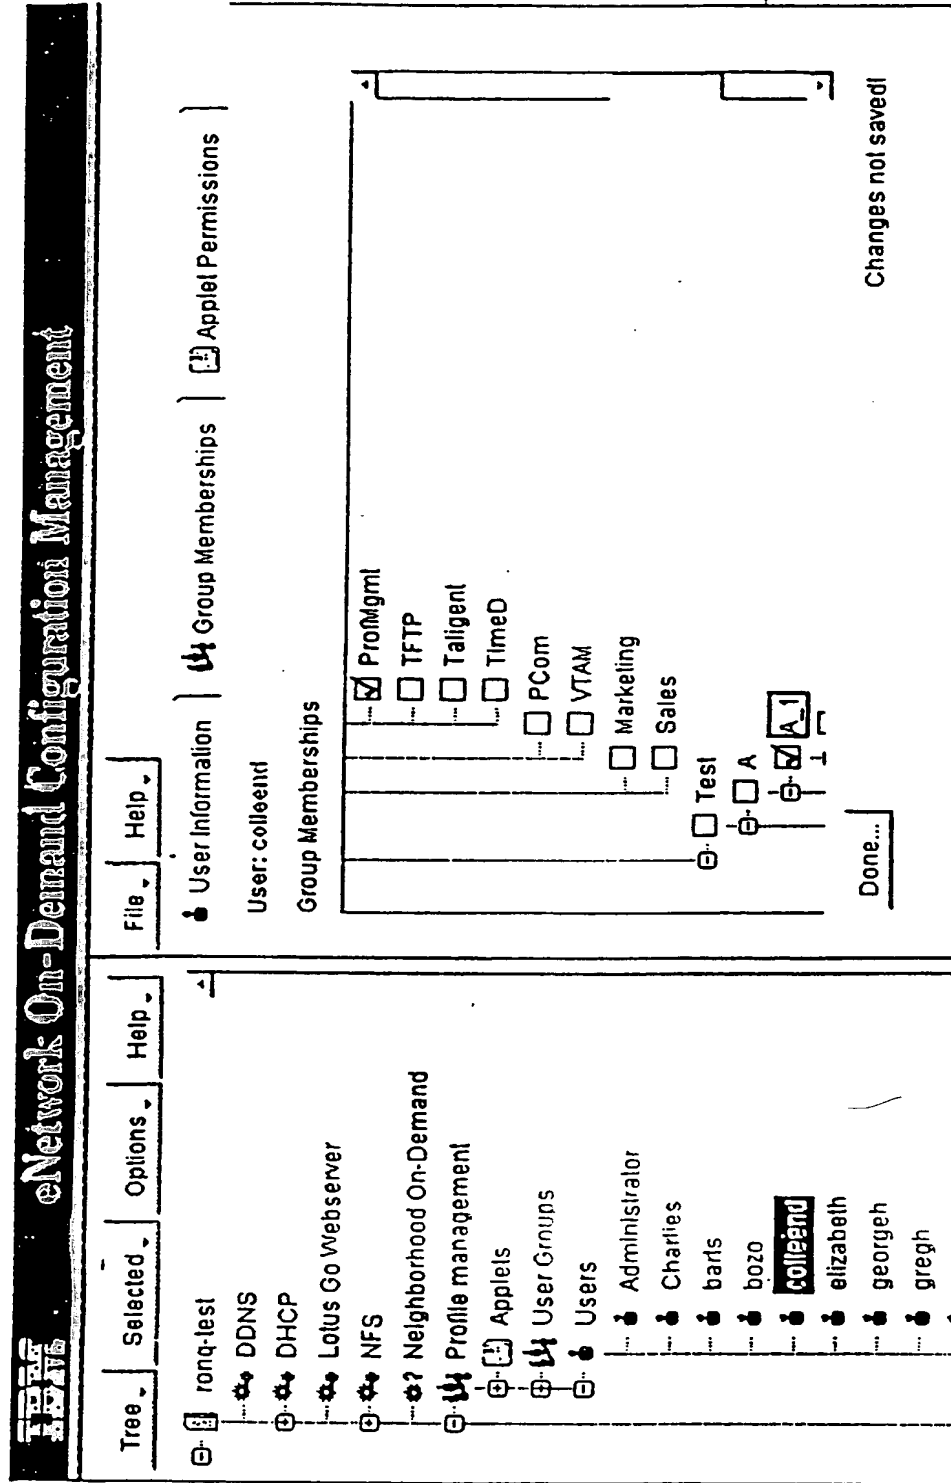 IBM eNetwork On-Demand Configuration Management
Tree Selected Options Help
ronq-test
DDNS
DHCP
Lotus Go Webserver
NFS
Neighborhood On-Demand
Profile management
Applets
User Groups
Users
Administrator
Charlies
baris
bozo
colleend
elizabeth
georgeh
gregh
File Help
User Information Group Memberships Applet Permissions
User: colleend
Group Memberships
ProfMgmt
TFTP
Taligent
TimeD
PCom
VTAM
Marketing
Sales
Test
A
A_1
Done...
Changes not saved!